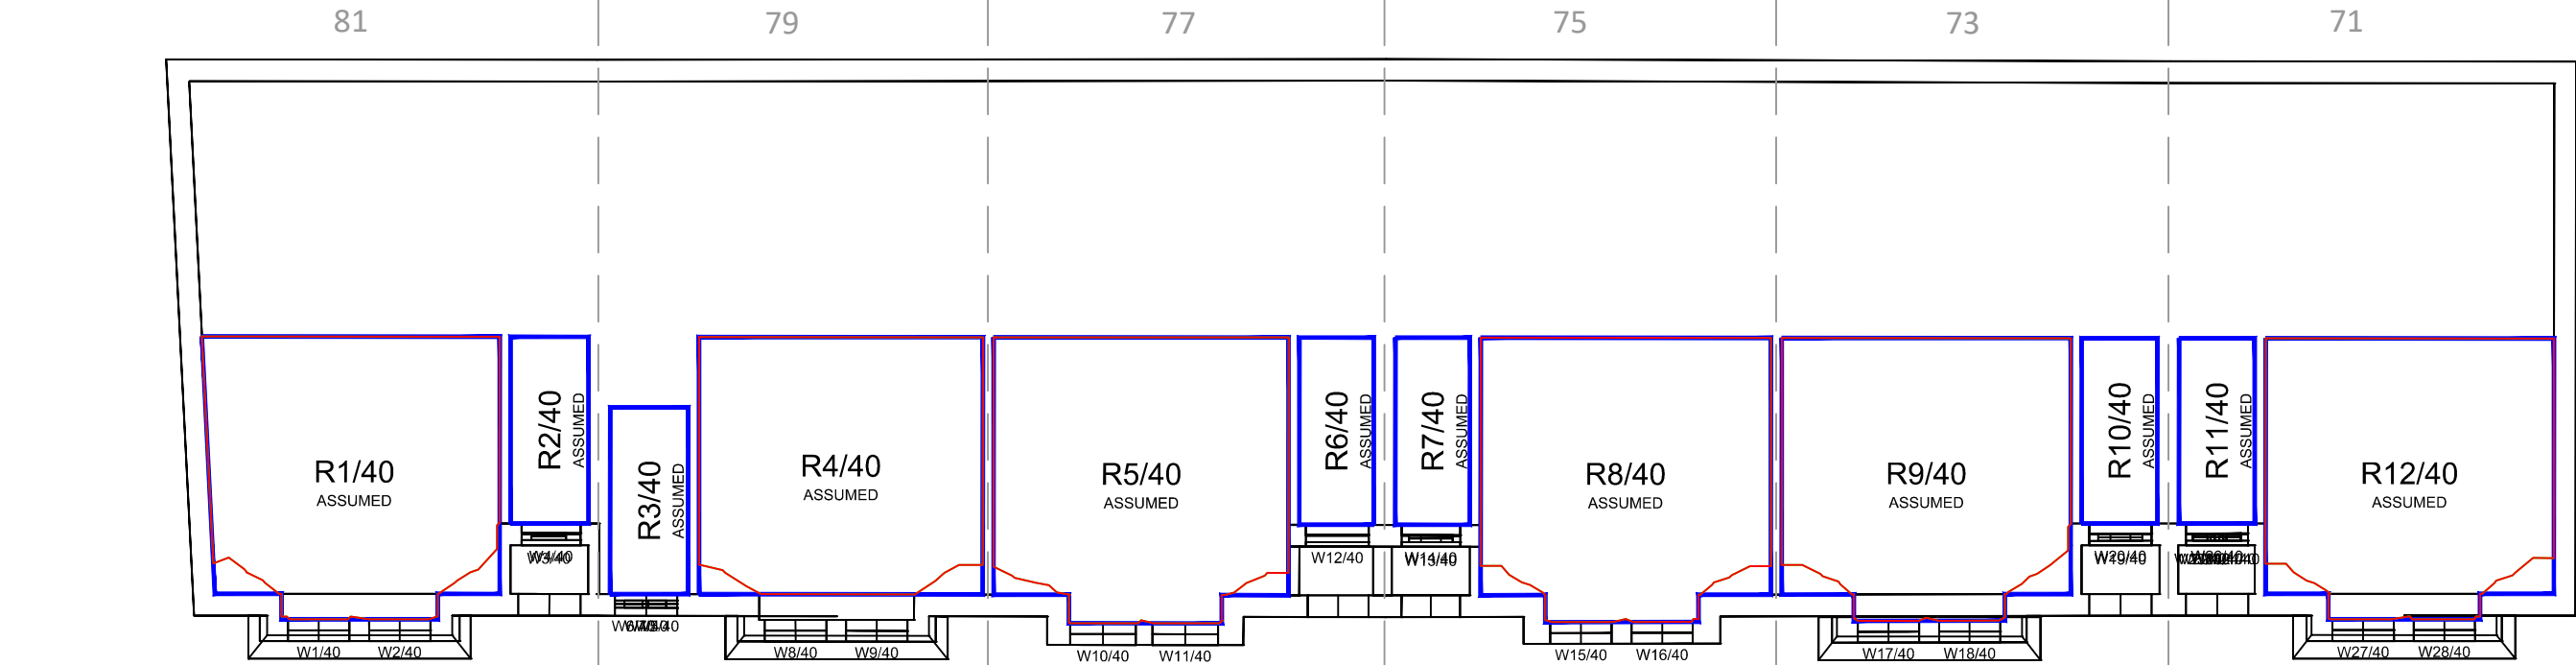 81 79 77 75 73 71
R1/40
ASSUMED
R2/40
ASSUMED
R3/40
ASSUMED
R4/40
ASSUMED
R5/40
ASSUMED
R6/40
ASSUMED
R7/40
ASSUMED
R8/40
ASSUMED
R9/40
ASSUMED
R10/40
ASSUMED
R11/40
ASSUMED
R12/40
ASSUMED
W12/40
W1/40 W2/40
W8/40 W9/40
W10/40 W11/40
W15/40 W16/40
W17/40 W18/40
W27/40 W28/40